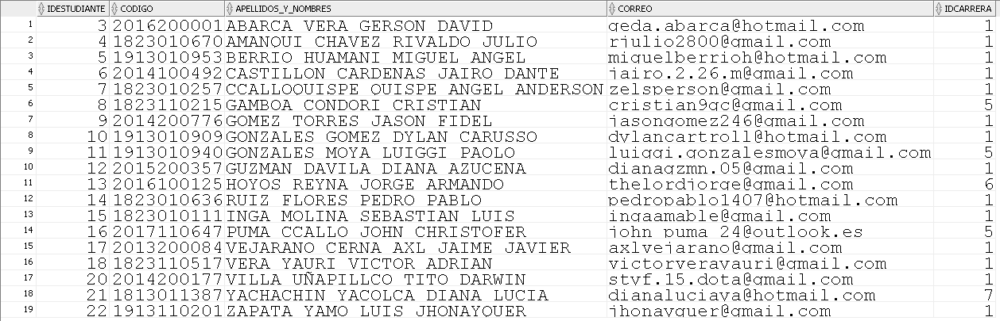 IDESTUDIANTE CODIGO APELLIDOS_Y_NOMBRES CORREO IDCARRERA
1 3 2016200001 ABARCA VERA GERSON DAVID geda.abarca@hotmail.com 1
2 4 1823010670 AMANQUI CHAVEZ RIVALDO JULIO rjulio2800@gmail.com 1
3 5 1913010953 BERRIO HUAMANI MIGUEL ANGEL miguelberrioh@hotmail.com 1
4 6 2014100492 CASTILLON CARDENAS JAIRO DANTE jairo.2.26.m@gmail.com 1
5 7 1823010257 CCALLOQUISPE QUISPE ANGEL ANDERSON zelsperson@gmail.com 1
6 8 1823110215 GAMBOA CONDORI CRISTIAN cristian9gc@gmail.com 5
7 9 2014200776 GOMEZ TORRES JASON FIDEL jasongomez246@gmail.com 1
8 10 1913010909 GONZALES GOMEZ DYLAN CARUSSO dylancartroll@hotmail.com 1
9 11 1913010940 GONZALES MOYA LUIGGI PAOLO luiggi.gonzalesmoya@gmail.com 5
10 12 2015200357 GUZMAN DAVILA DIANA AZUCENA dianagzmn.05@gmail.com 1
11 13 2016100125 HOYOS REYNA JORGE ARMANDO thelordjorge@gmail.com 6
12 14 1823010636 RUIZ FLORES PEDRO PABLO pedropablo1407@hotmail.com 1
13 15 1823010111 INGA MOLINA SEBASTIAN LUIS ingaamable@gmail.com 1
14 16 2017110647 PUMA CCALLO JOHN CHRISTOFER john_puma_24@outlook.es 5
15 17 2013200084 VEJARANO CERNA AXL JAIME JAVIER axlvejarano@gmail.com 1
16 18 1823110517 VERA YAURI VICTOR ADRIAN victorverayauri@gmail.com 1
17 20 2014200177 VILLA UÑAPILLCO TITO DARWIN styf.15.dota@gmail.com 1
18 21 1813011387 YACHACHIN YACOLCA DIANA LUCIA dianaluciaya@hotmail.com 7
19 22 1913110201 ZAPATA YAMO LUIS JHONAYQUER jhonayquer@gmail.com 1